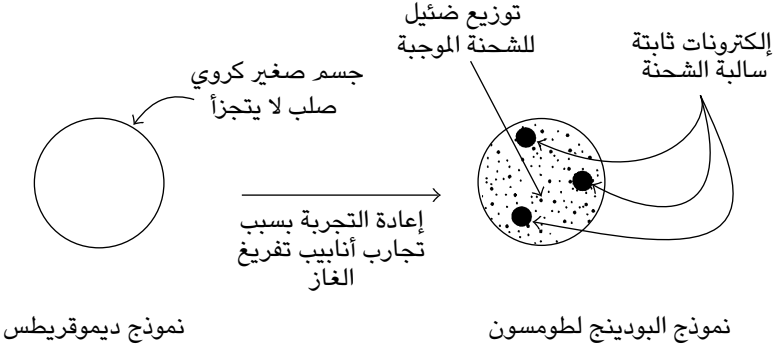 توزيع ضئيل
للشحنة الموجبة
إلكترونات ثابتة
سالبة الشحنة
جسم صغير كروي
صلب لا يتجزأ
إعادة التجربة بسبب
تجارب أنابيب تفريغ
الغاز
نموذج البودينج لطومسون
نموذج ديموقريطس